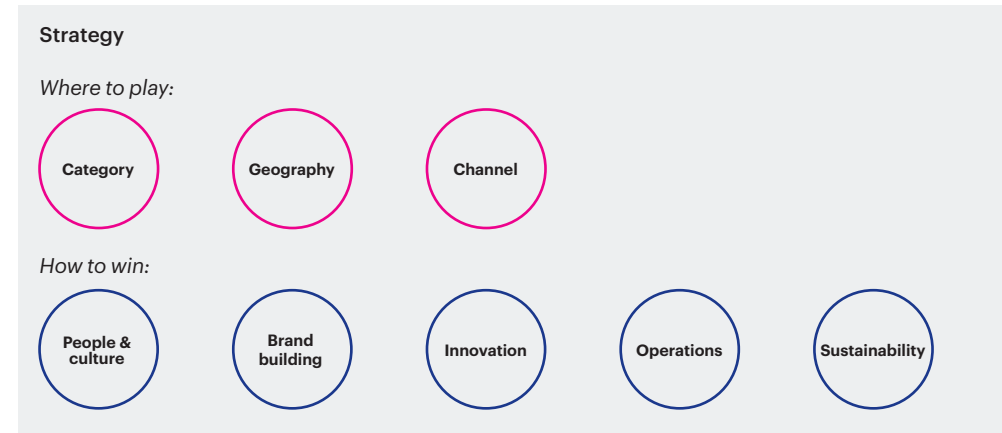 Strategy
Where to play:
Category
Geography
Channel
How to win:
People &
culture
Brand
building
Innovation
Operations
Sustainability